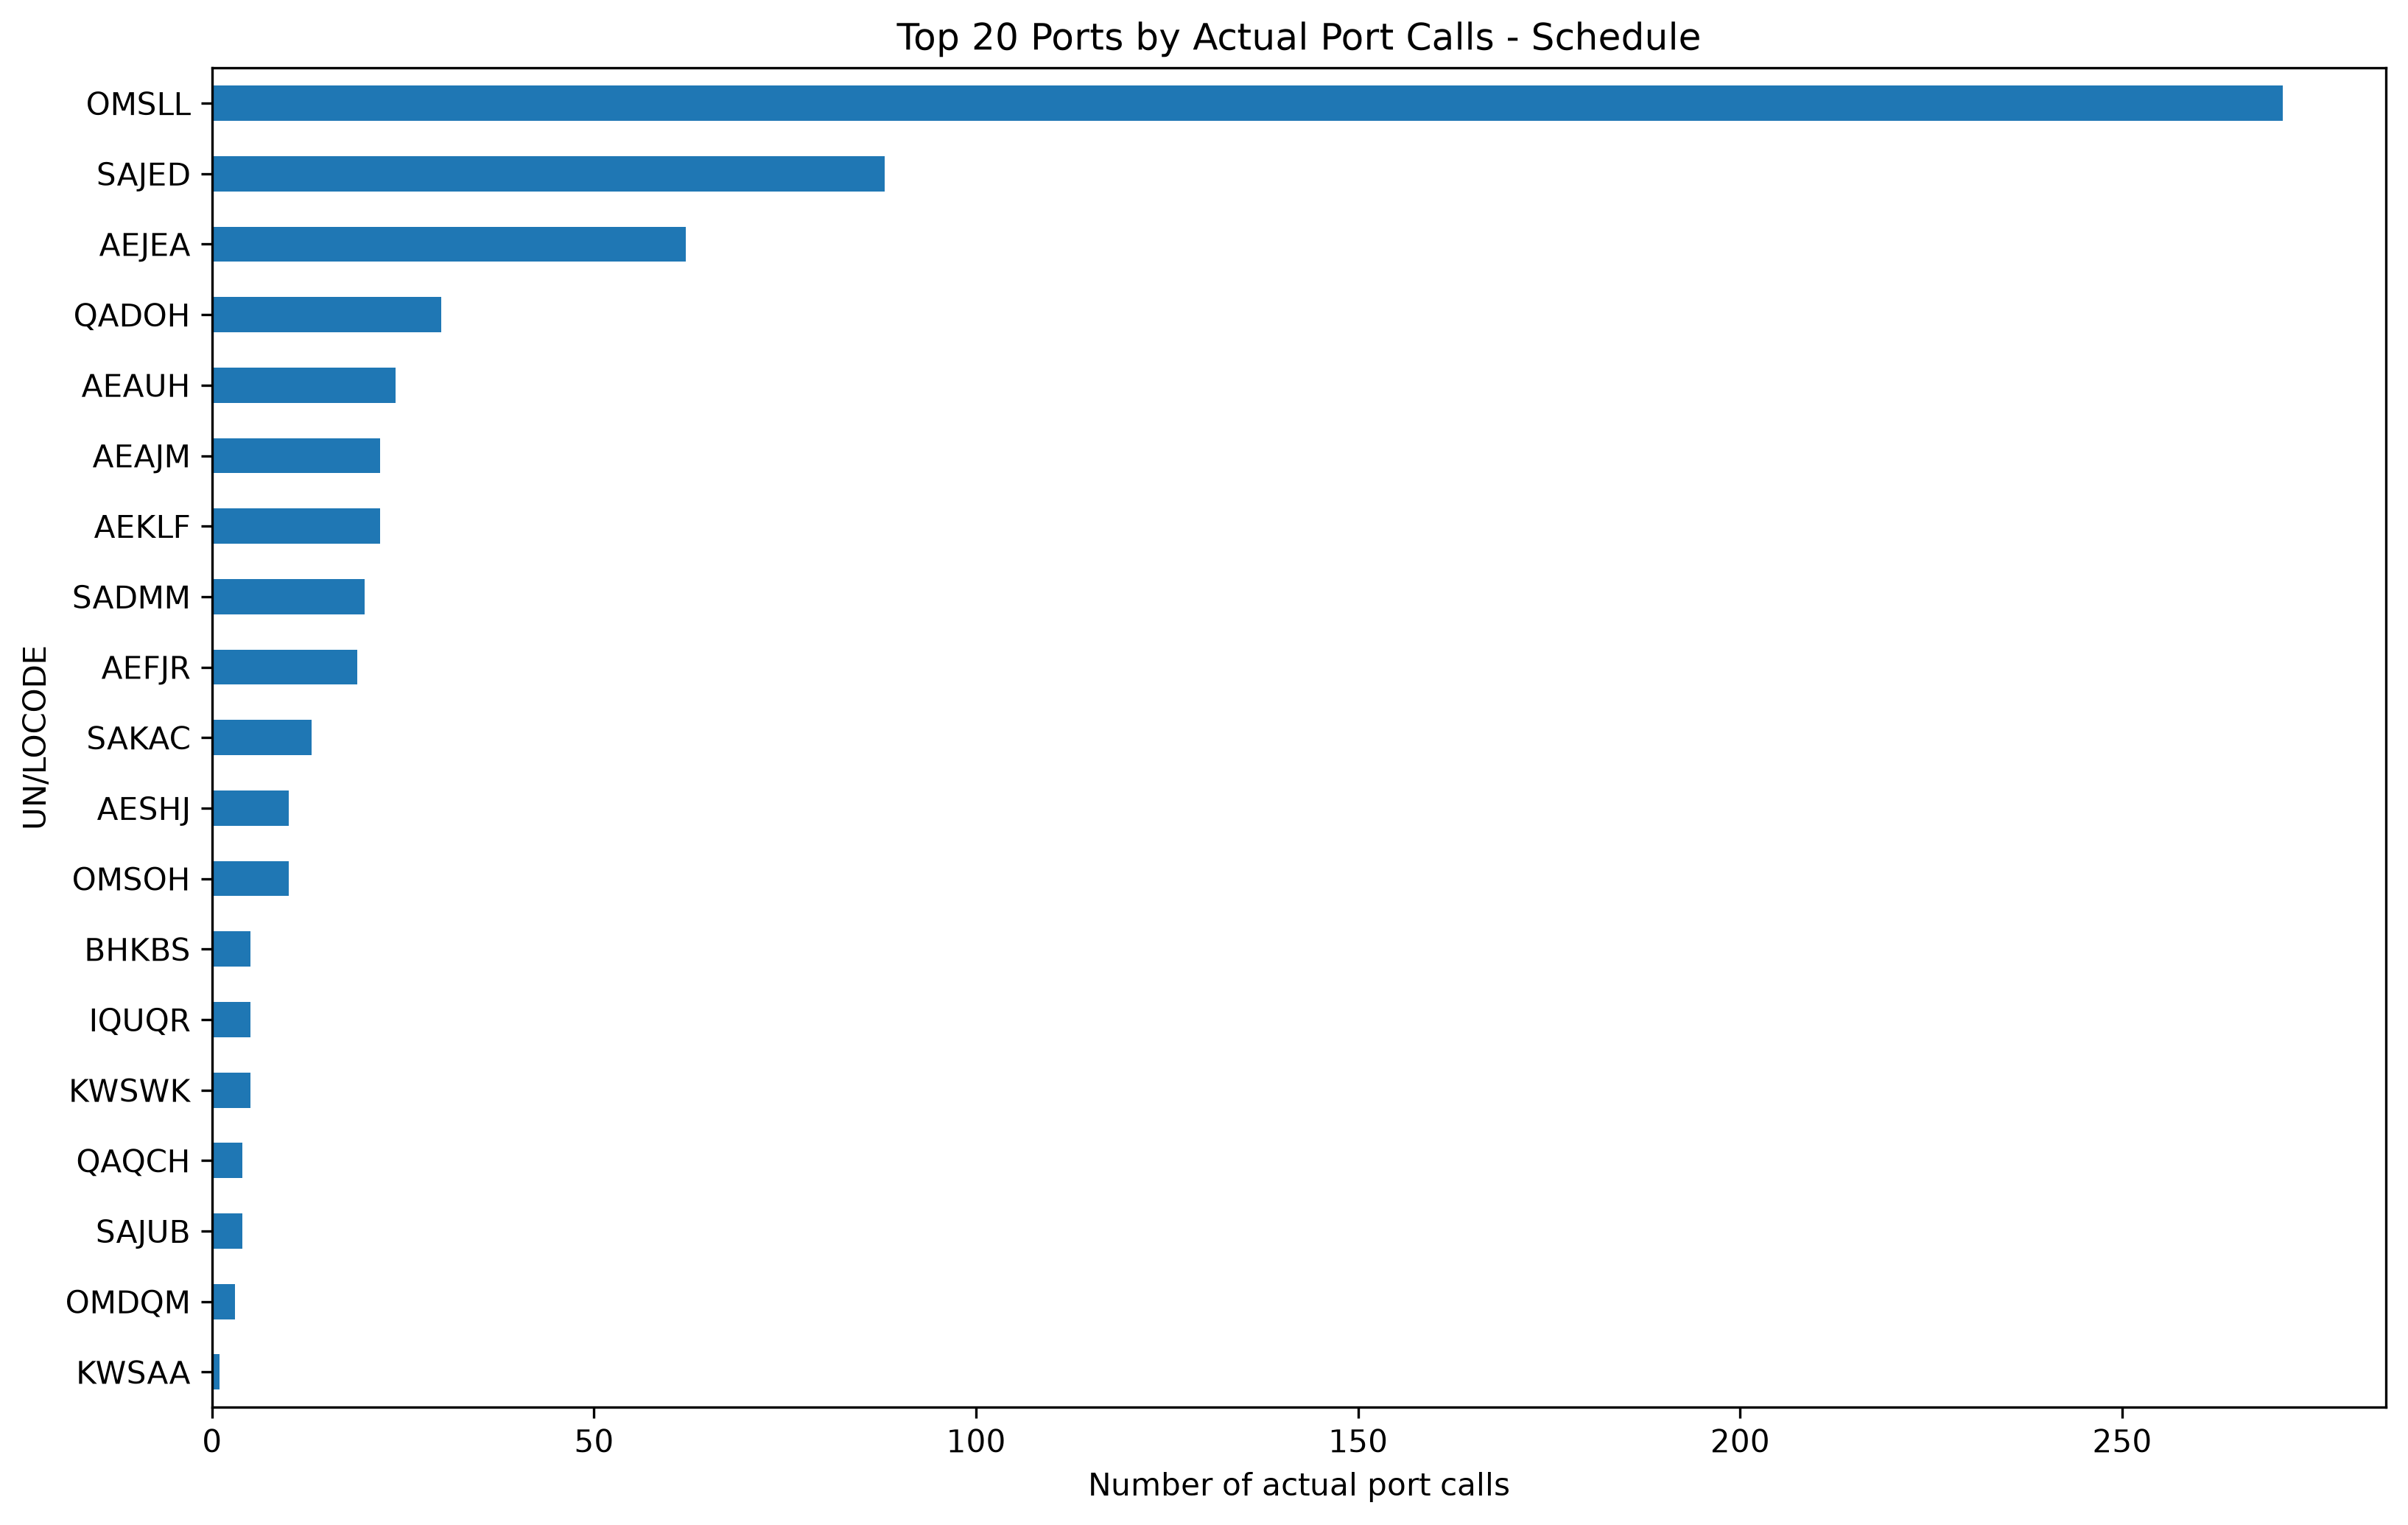 Top 20 Ports by Actual Port Calls - Schedule
OMSLL
SAJED
AEJEA
QADOH
AEAUH
AEAJM
AEKLF
SADMM
AEFJR
SAKAC
AESHJ
OMSOH
BHKBS
IQUQR
KWSWK
QAQCH
SAJUB
OMDQM
KWSAA
UN/LOCODE
0 50 100 150 200 250
Number of actual port calls